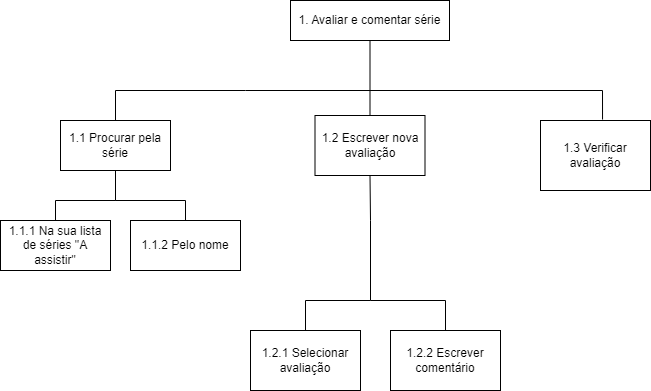 1. Avaliar e comentar série
1.1 Procurar pela
série
1.2 Escrever nova
avaliação
1.3 Verificar
avaliação
1.1.1 Na sua lista
de séries "A
assistir"
1.1.2 Pelo nome
1.2.1 Selecionar
avaliação
1.2.2 Escrever
comentário